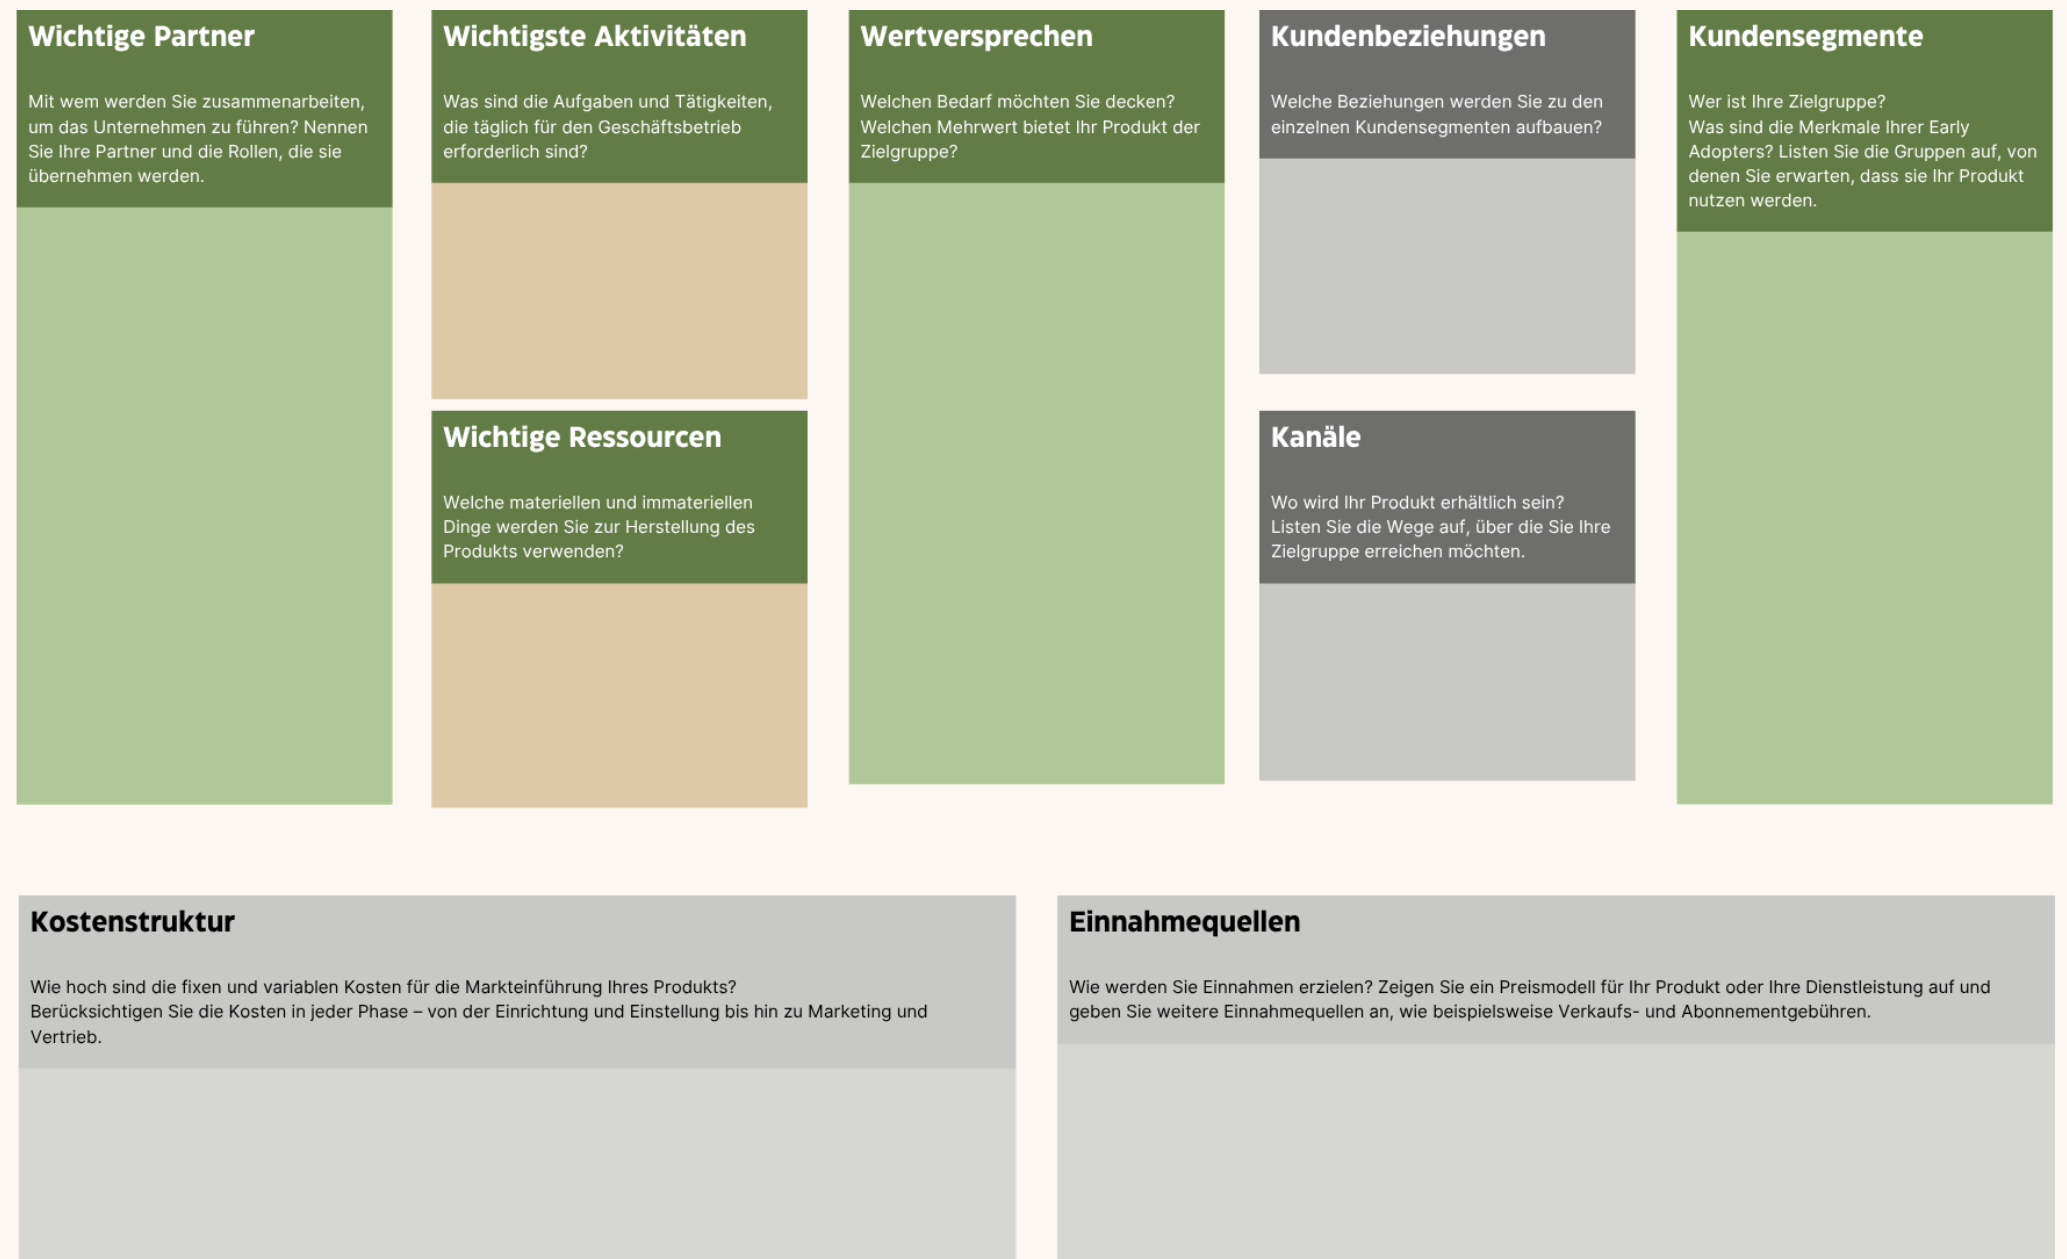 Wichtige Partner
Mit wem werden Sie zusammenarbeiten,
um das Unternehmen zu führen? Nennen
Sie Ihre Partner und die Rollen, die sie
übernehmen werden.
Wichtigste Aktivitäten
Was sind die Aufgaben und Tätigkeiten,
die täglich für den Geschäftsbetrieb
erforderlich sind?
Wichtige Ressourcen
Welche materiellen und immateriellen
Dinge werden Sie zur Herstellung des
Produkts verwenden?
Wertversprechen
Welchen Bedarf möchten Sie decken?
Welchen Mehrwert bietet Ihr Produkt der
Zielgruppe?
Kundenbeziehungen
Welche Beziehungen werden Sie zu den
einzelnen Kundensegmenten aufbauen?
Kanäle
Wo wird Ihr Produkt erhältlich sein?
Listen Sie die Wege auf, über die Sie Ihre
Zielgruppe erreichen möchten.
Kundensegmente
Wer ist Ihre Zielgruppe?
Was sind die Merkmale Ihrer Early
Adopters? Listen Sie die Gruppen auf, von
denen Sie erwarten, dass sie Ihr Produkt
nutzen werden.
Kostenstruktur
Wie hoch sind die fixen und variablen Kosten für die Markteinführung Ihres Produkts?
Berücksichtigen Sie die Kosten in jeder Phase – von der Einrichtung und Einstellung bis hin zu Marketing und
Vertrieb.
Einnahmequellen
Wie werden Sie Einnahmen erzielen? Zeigen Sie ein Preismodell für Ihr Produkt oder Ihre Dienstleistung auf und
geben Sie weitere Einnahmequellen an, wie beispielsweise Verkaufs- und Abonnementgebühren.